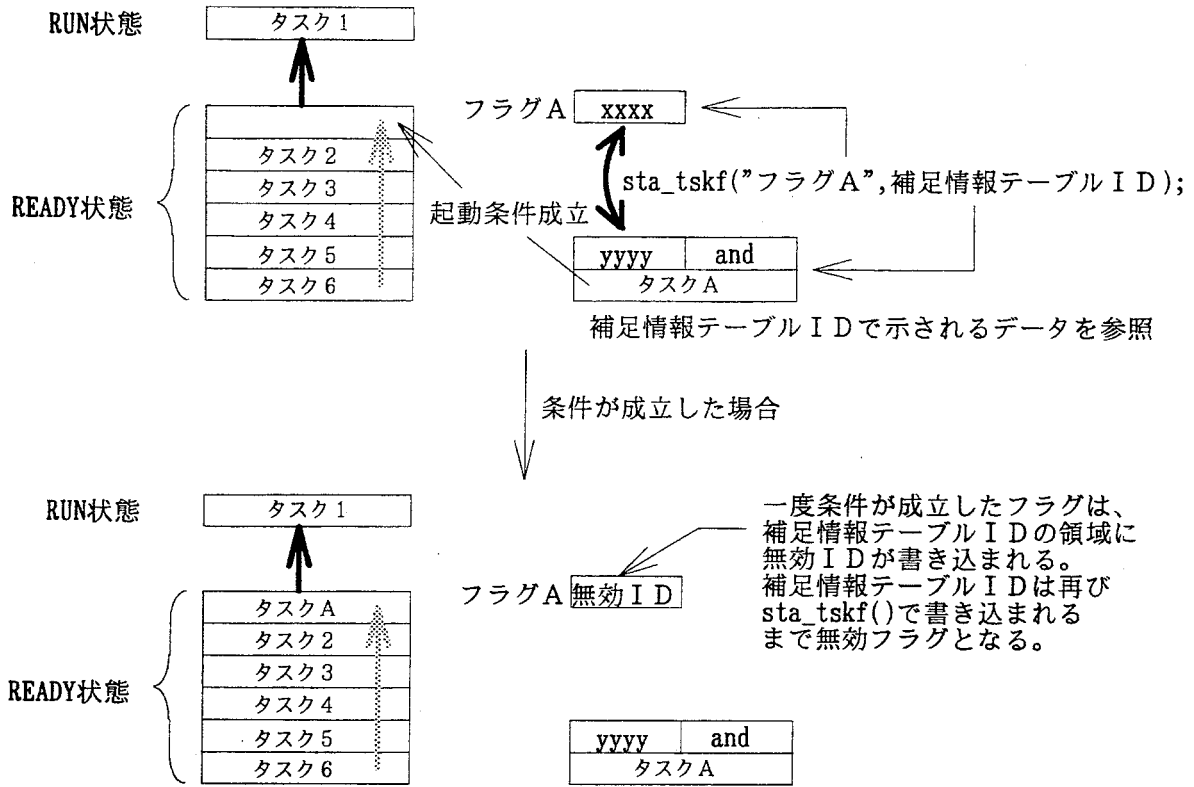 RUN状態
タスク1
フラグA
xxxx
sta_tskf("フラグA",補足情報テーブルID);
READY状態
タスク2
タスク3
タスク4
タスク5
タスク6
起動条件成立
yyyy
and
タスクA
補足情報テーブルIDで示されるデータを参照
条件が成立した場合
RUN状態
タスク1
一度条件が成立したフラグは、
補足情報テーブルIDの領域に
無効IDが書き込まれる。
補足情報テーブルIDは再び
sta_tskf()で書き込まれる
まで無効フラグとなる。
フラグA
無効ID
READY状態
タスクA
タスク2
タスク3
タスク4
タスク5
タスク6
yyyy
and
タスクA